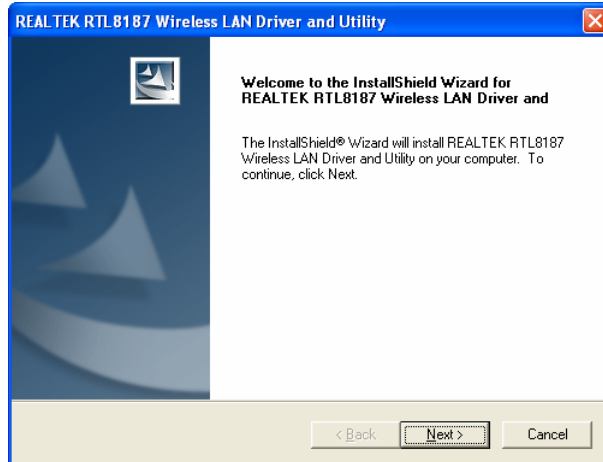 REALTEK RTL8187 Wireless LAN Driver and Utility
Welcome to the InstallShield Wizard for
REALTEK RTL8187 Wireless LAN Driver and
The InstallShield® Wizard will install REALTEK RTL8187
Wireless LAN Driver and Utility on your computer. To
continue, click Next.
< Back
Next >
Cancel